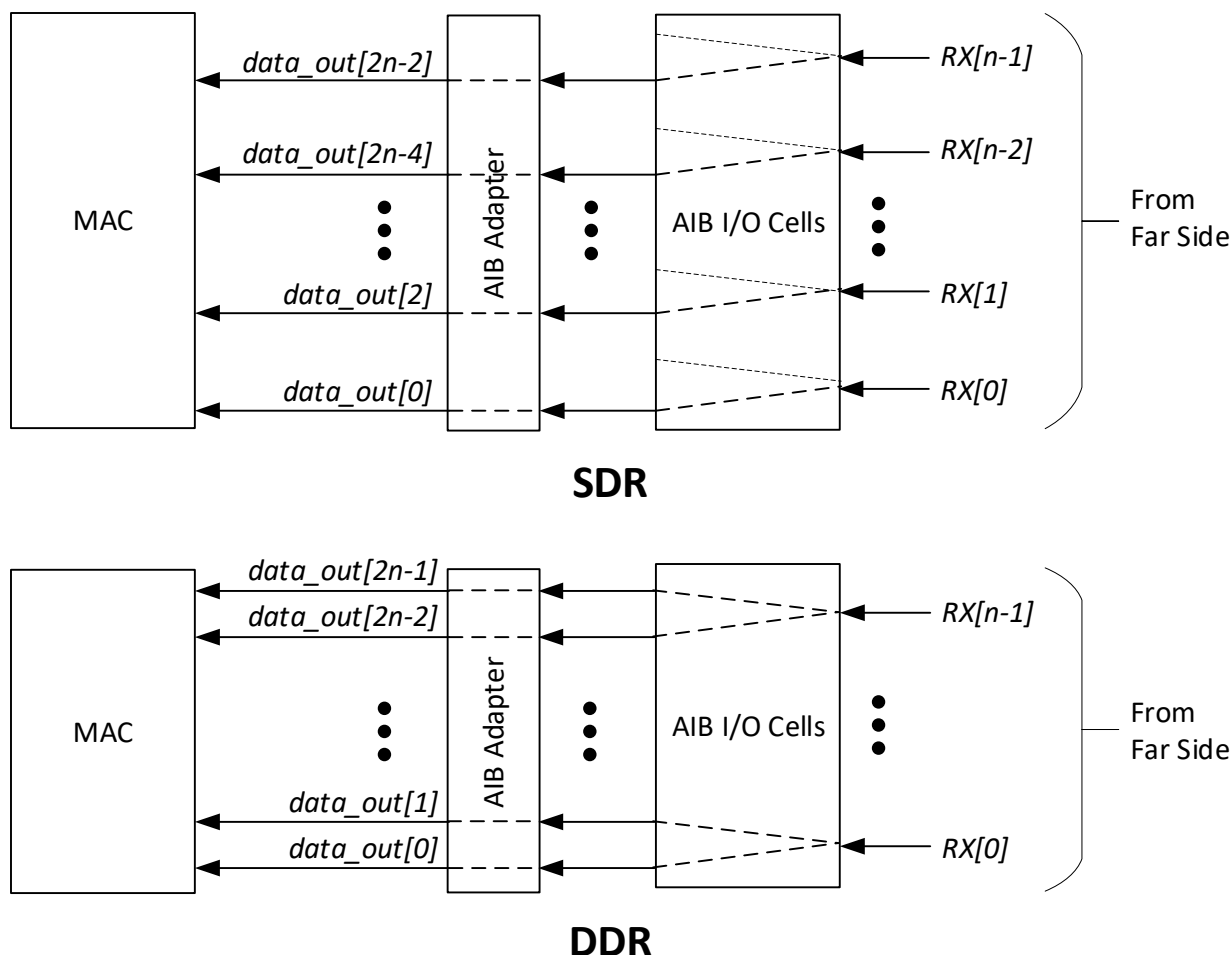 data_out[2n-2]
RX[n-1]
data_out[2n-4]
RX[n-2]
MAC
AIB Adapter
AIB I/O Cells
From
Far Side
data_out[2]
RX[1]
data_out[0]
RX[0]
SDR
data_out[2n-1]
RX[n-1]
data_out[2n-2]
MAC
AIB Adapter
AIB I/O Cells
From
Far Side
data_out[1]
data_out[0]
RX[0]
DDR